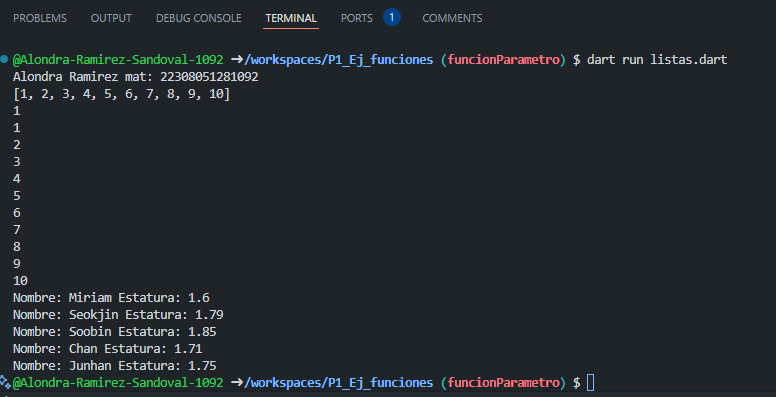 PROBLEMS OUTPUT DEBUG CONSOLE TERMINAL PORTS 1 COMMENTS
@Alondra-Ramirez-Sandoval-1092 ➜/workspaces/P1_Ej_funciones (funcionParametro) $ dart run listas.dart
Alondra Ramirez mat: 22308051281092
[1, 2, 3, 4, 5, 6, 7, 8, 9, 10]
1
1
2
3
4
5
6
7
8
9
10
Nombre: Miriam Estatura: 1.6
Nombre: Seokjin Estatura: 1.79
Nombre: Soobin Estatura: 1.85
Nombre: Chan Estatura: 1.71
Nombre: Junhan Estatura: 1.75
@Alondra-Ramirez-Sandoval-1092 ➜/workspaces/P1_Ej_funciones (funcionParametro) $